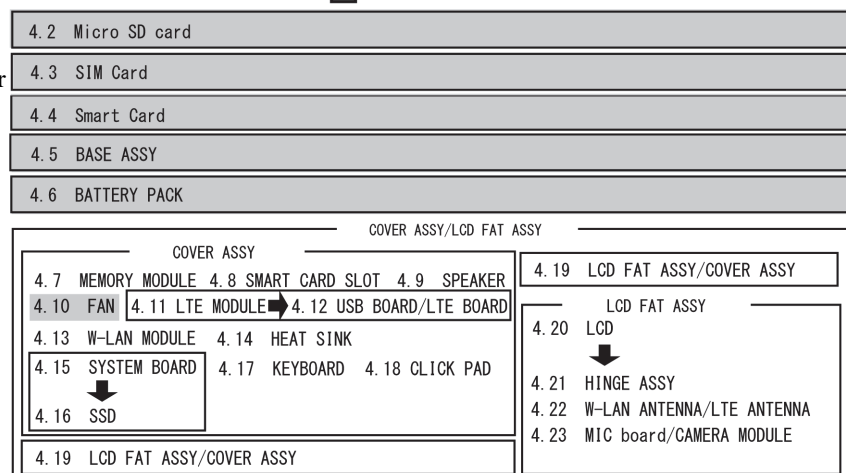 4.2 Micro SD card
r
4.3 SIM Card
4.4 Smart Card
4.5 BASE ASSY
4.6 BATTERY PACK
COVER ASSY/LCD FAT ASSY
COVER ASSY
4.7 MEMORY MODULE 4.8 SMART CARD SLOT 4.9 SPEAKER
4.10 FAN 4.11 LTE MODULE 4.12 USB BOARD/LTE BOARD
4.13 W-LAN MODULE 4.14 HEAT SINK
4.15 SYSTEM BOARD 4.17 KEYBOARD 4.18 CLICK PAD
4.16 SSD
4.19 LCD FAT ASSY/COVER ASSY
4.19 LCD FAT ASSY/COVER ASSY
LCD FAT ASSY
4.20 LCD
4.21 HINGE ASSY
4.22 W-LAN ANTENNA/LTE ANTENNA
4.23 MIC board/CAMERA MODULE